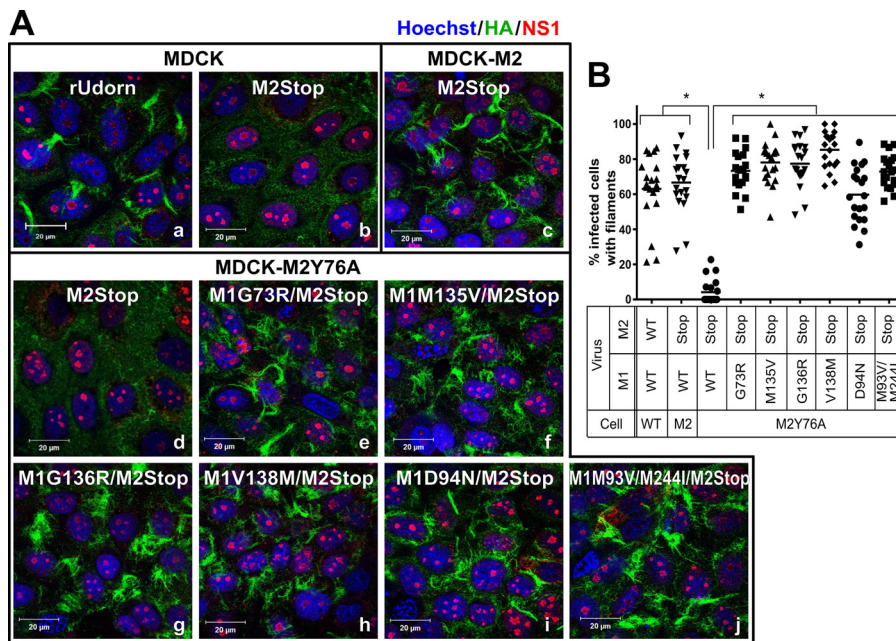 A
Hoechst/HA/NS1
MDCK
MDCK-M2
rUdorn
M2Stop
M2Stop
20 µm
a
20 µm
b
20 µm
c
MDCK-M2Y76A
M2Stop
M1G73R/M2Stop
M1M135V/M2Stop
20 µm
d
20 µm
e
20 µm
f
M1G136R/M2Stop
M1V138M/M2Stop
M1D94N/M2Stop
M1M93V/M244I/M2Stop
20 µm
g
20 µm
h
20 µm
i
20 µm
j
B
*
*
% infected cells
with filaments
100
80
60
40
20
0
Virus
M2
WT
Stop
Stop
Stop
Stop
Stop
Stop
Stop
Stop
M1
WT
WT
WT
G73R
M135V
G136R
V138M
D94N
M93V/
M244I
Cell
WT
M2
M2Y76A